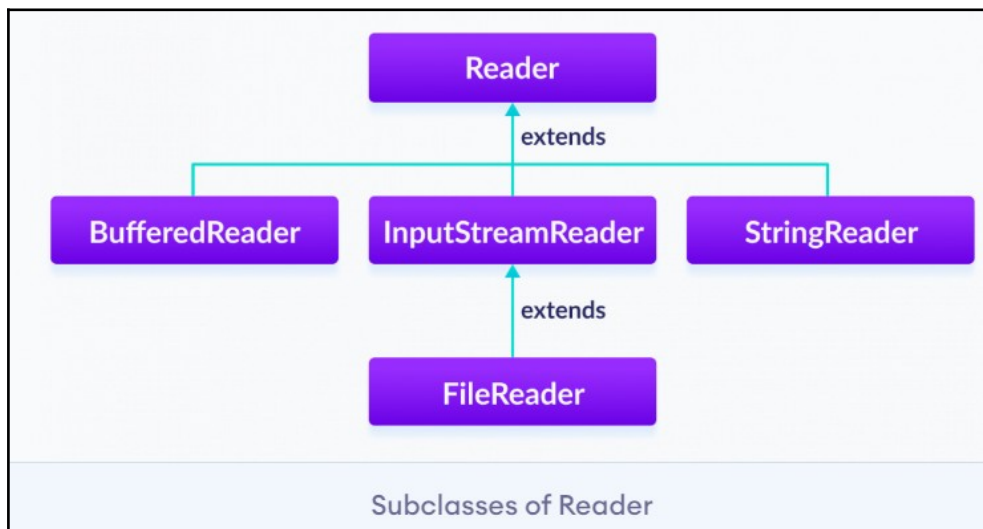 Reader
extends
BufferedReader
InputStreamReader
StringReader
extends
FileReader
Subclasses of Reader